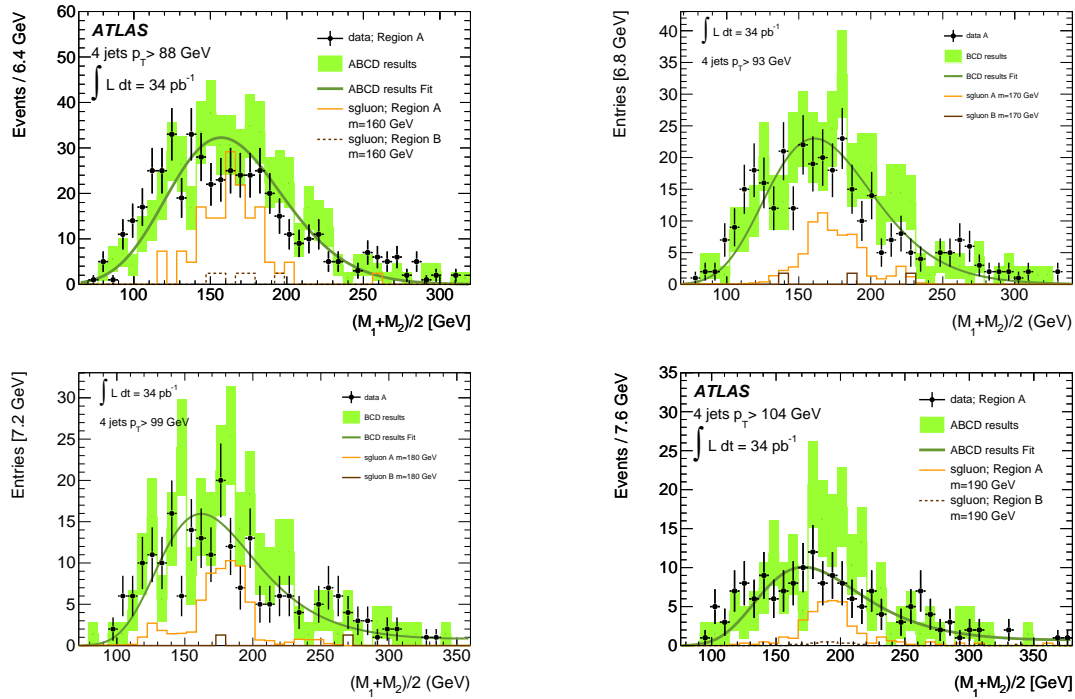 Events / 6.4 GeV
60
50
40
30
20
10
0
ATLAS
4 jets p_T > 88 GeV
∫ L dt = 34 pb⁻¹
data; Region A
ABCD results
ABCD results Fit
sgluon; Region A
m=160 GeV
sgluon; Region B
m=160 GeV
100 150 200 250 300
(M₁+M₂)/2 [GeV]
Entries [6.8 GeV]
40
35
30
25
20
15
10
5
0
∫ L dt = 34 pb⁻¹
4 jets p_T > 93 GeV
data A
BCD results
BCD results Fit
sgluon A m=170 GeV
sgluon B m=170 GeV
100 150 200 250 300
(M₁+M₂)/2 (GeV)
Entries [7.2 GeV]
30
25
20
15
10
5
0
∫ L dt = 34 pb⁻¹
4 jets p_T > 99 GeV
data A
BCD results
BCD results Fit
sgluon A m=180 GeV
sgluon B m=180 GeV
100 150 200 250 300 350
(M₁+M₂)/2 (GeV)
Events / 7.6 GeV
35
30
25
20
15
10
5
0
ATLAS
4 jets p_T > 104 GeV
∫ L dt = 34 pb⁻¹
data; Region A
ABCD results
ABCD results Fit
sgluon; Region A
m=190 GeV
sgluon; Region B
m=190 GeV
100 150 200 250 300 350
(M₁+M₂)/2 [GeV]